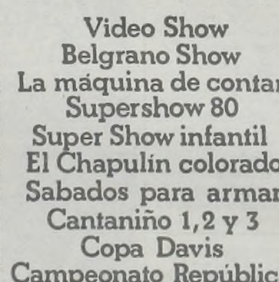 Video Show
Belgrano Show
La máquina de contar
Supershow 80
Super Show infantil
El Chapulín colorado
Sabados para armar
Cantaniño 1,2 y 3
Copa Davis
Campeonato Repúblic